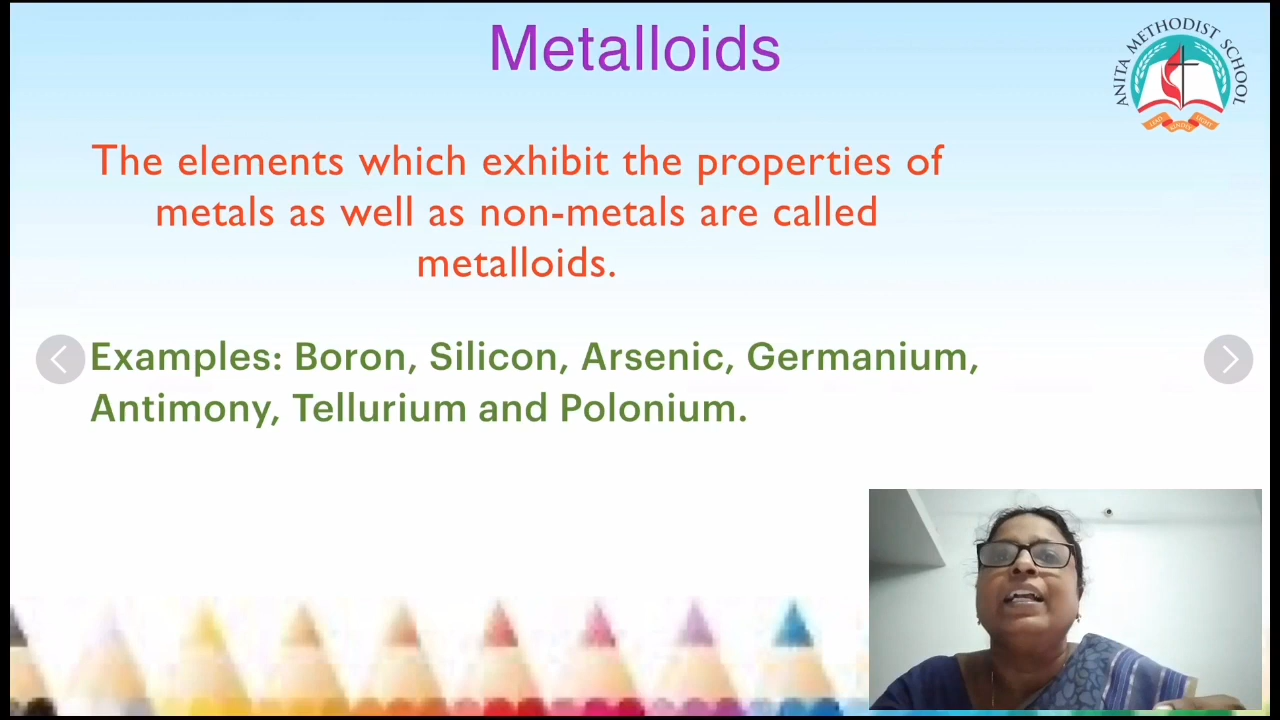 Metalloids
ANITA METHODIST SCHOOL
The elements which exhibit the properties of
metals as well as non-metals are called
metalloids.
Examples: Boron, Silicon, Arsenic, Germanium,
Antimony, Tellurium and Polonium.